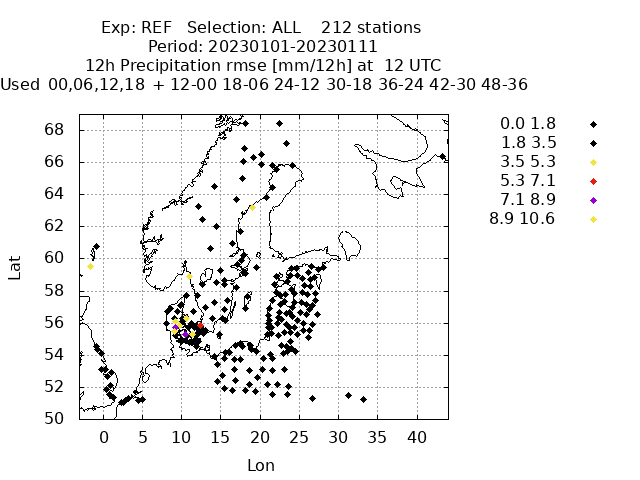 Exp: REF   Selection: ALL    212 stations
Period: 20230101-20230111
12h Precipitation rmse [mm/12h] at  12 UTC
Used 00,06,12,18 + 12-00 18-06 24-12 30-18 36-24 42-30 48-36
0.0 1.8
1.8 3.5
3.5 5.3
5.3 7.1
7.1 8.9
8.9 10.6
68
66
64
62
60
58
56
54
52
50
Lat
0 5 10 15 20 25 30 35 40
Lon